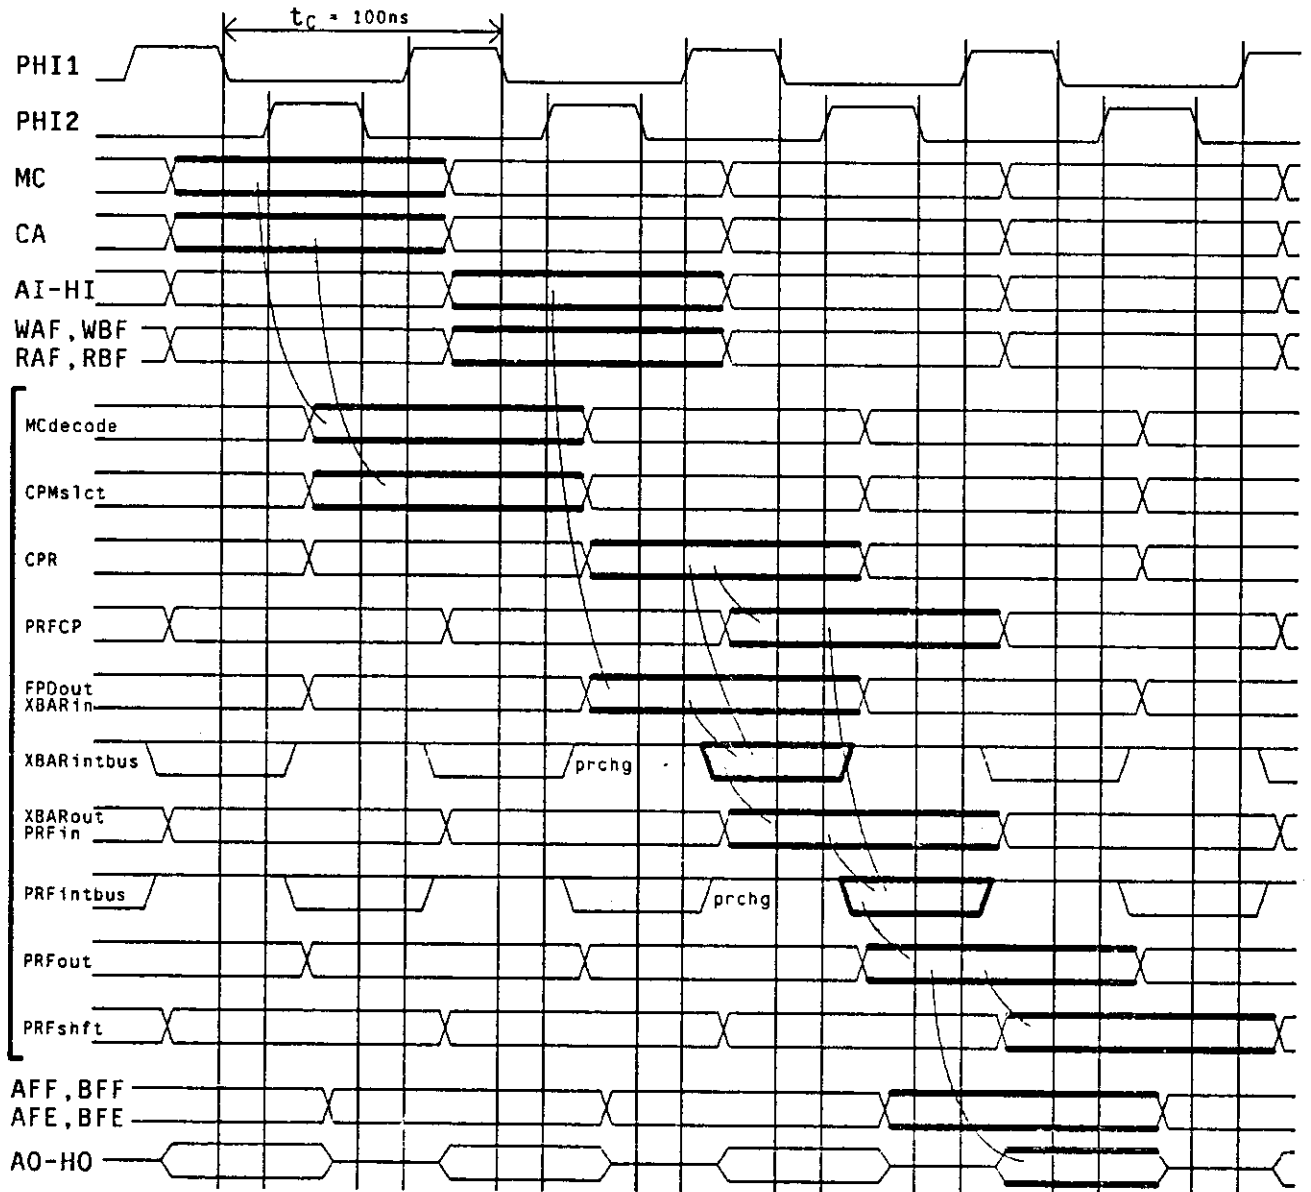 tC = 100ns
PHI1
PHI2
MC
CA
AI-HI
WAF,WBF
RAF,RBF
MCdecode
CPMslct
CPR
PRFCP
FPDout
XBARin
XBARintbus
prchg
XBARout
PRFin
PRFintbus
prchg
PRFout
PRFshft
AFF,BFF
AFE,BFE
AO-HO